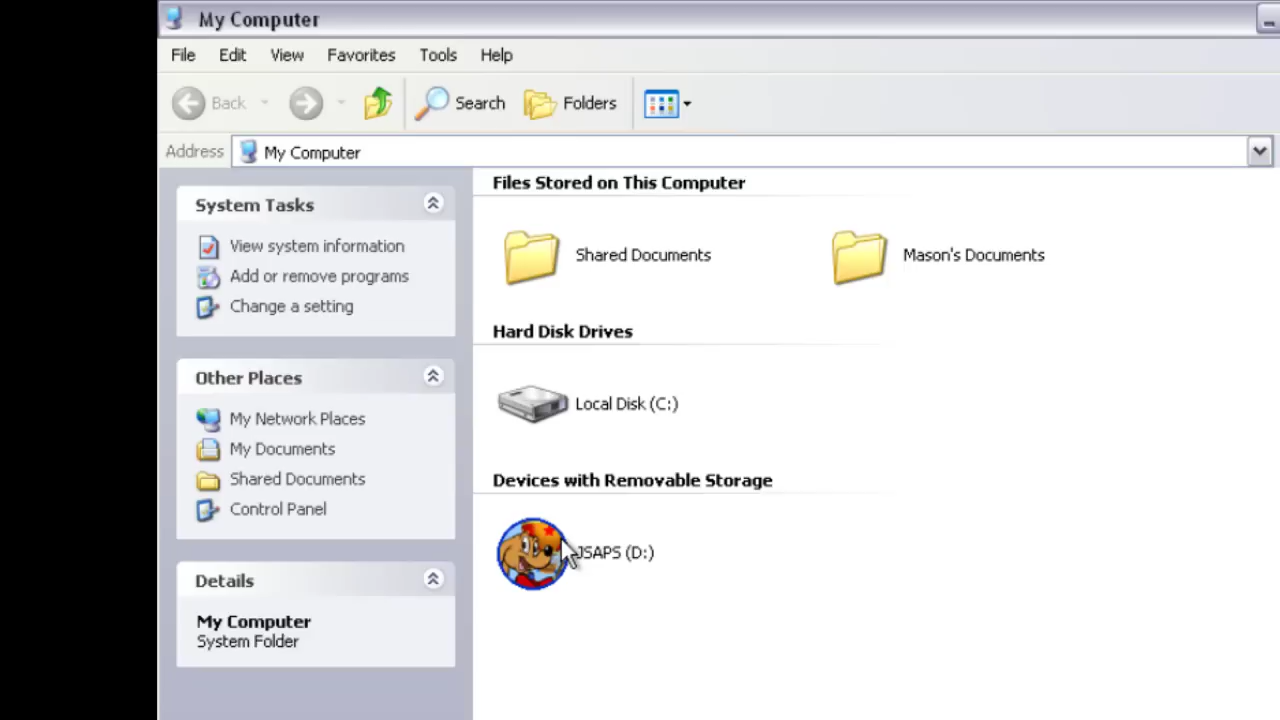 My Computer
File Edit View Favorites Tools Help
Back Search Folders
Address My Computer
System Tasks
View system information
Add or remove programs
Change a setting
Other Places
My Network Places
My Documents
Shared Documents
Control Panel
Details
My Computer
System Folder
Files Stored on This Computer
Shared Documents Mason's Documents
Hard Disk Drives
Local Disk (C:)
Devices with Removable Storage
JSAPS (D:)